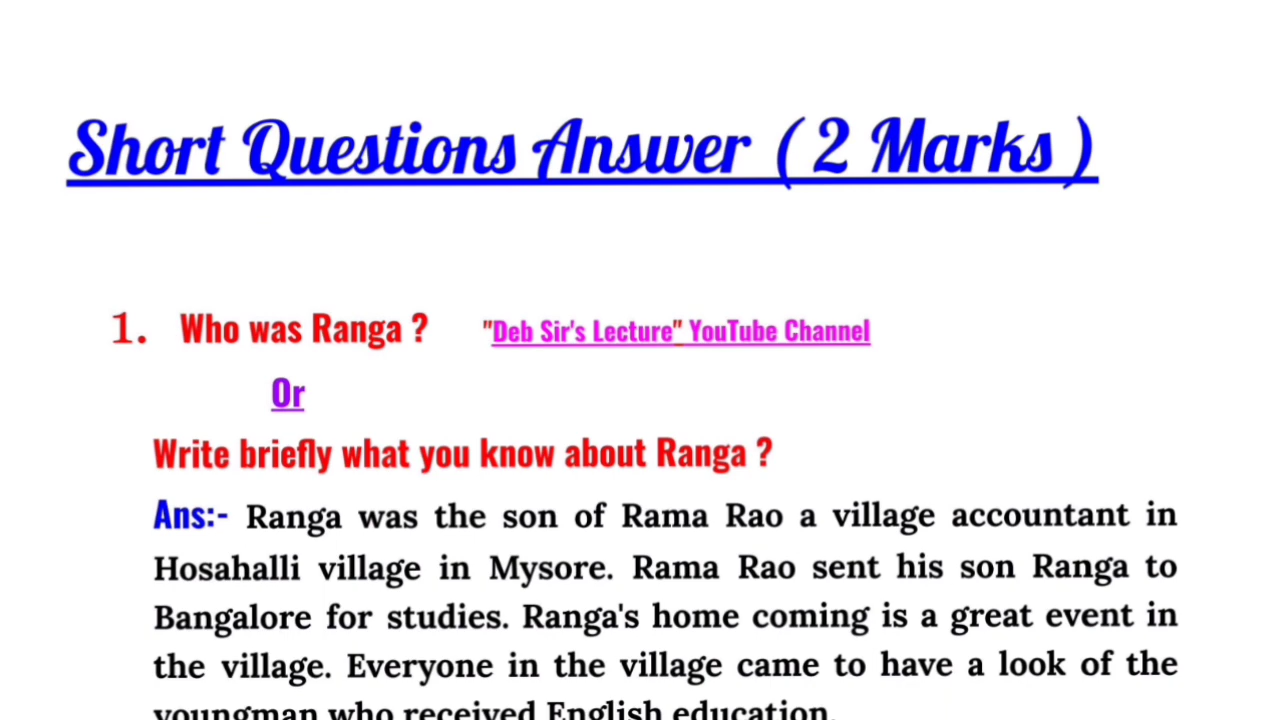 Short Questions Answer ( 2 Marks )
1. Who was Ranga ? "Deb Sir's Lecture" YouTube Channel
Or
Write briefly what you know about Ranga ?
Ans:- Ranga was the son of Rama Rao a village accountant in
Hosahalli village in Mysore. Rama Rao sent his son Ranga to
Bangalore for studies. Ranga's home coming is a great event in
the village. Everyone in the village came to have a look of the
youngman who received English education.